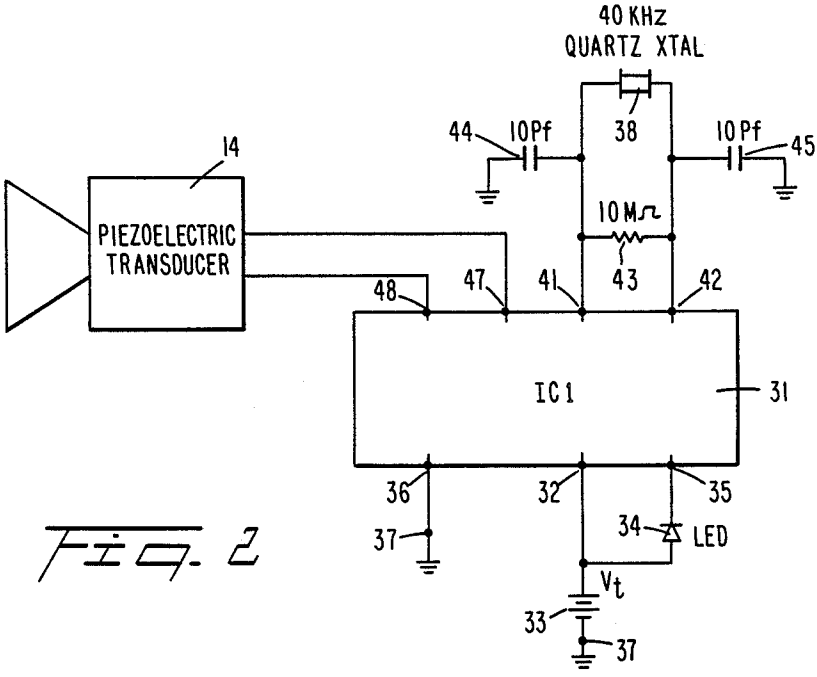 40 KHz
QUARTZ XTAL
38
44
10Pf
10Pf
45
14
PIEZOELECTRIC
TRANSDUCER
10M Ω
43
48
47
41
42
IC1
31
36
32
35
37
34
LED
Fig. 2
Vt
33
37